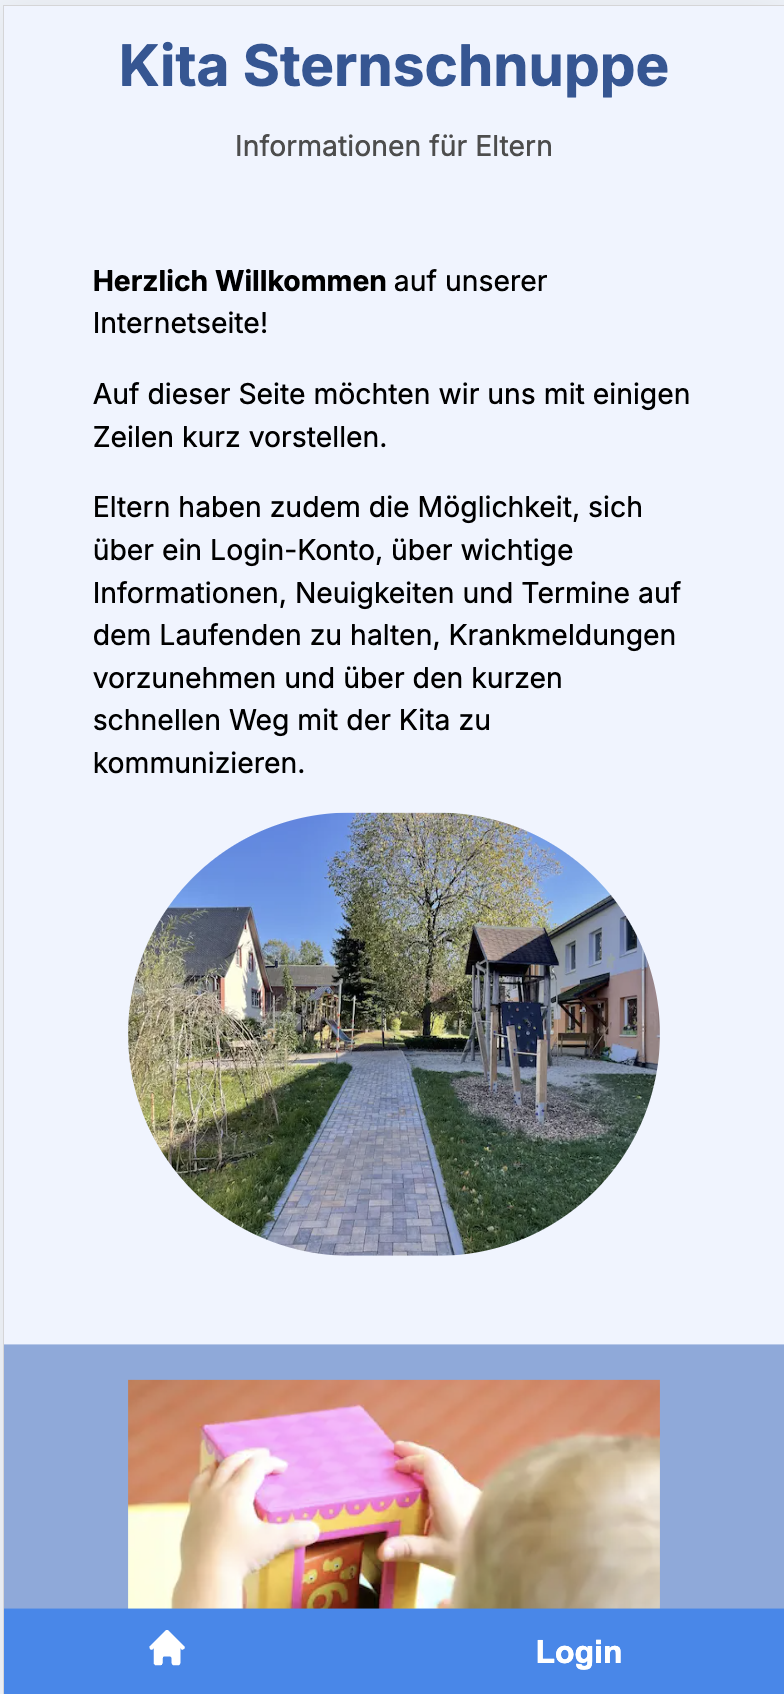 Kita Sternschnuppe
Informationen für Eltern
Herzlich Willkommen auf unserer
Internetseite!
Auf dieser Seite möchten wir uns mit einigen
Zeilen kurz vorstellen.
Eltern haben zudem die Möglichkeit, sich
über ein Login-Konto, über wichtige
Informationen, Neuigkeiten und Termine auf
dem Laufenden zu halten, Krankmeldungen
vorzunehmen und über den kurzen
schnellen Weg mit der Kita zu
kommunizieren.
Login